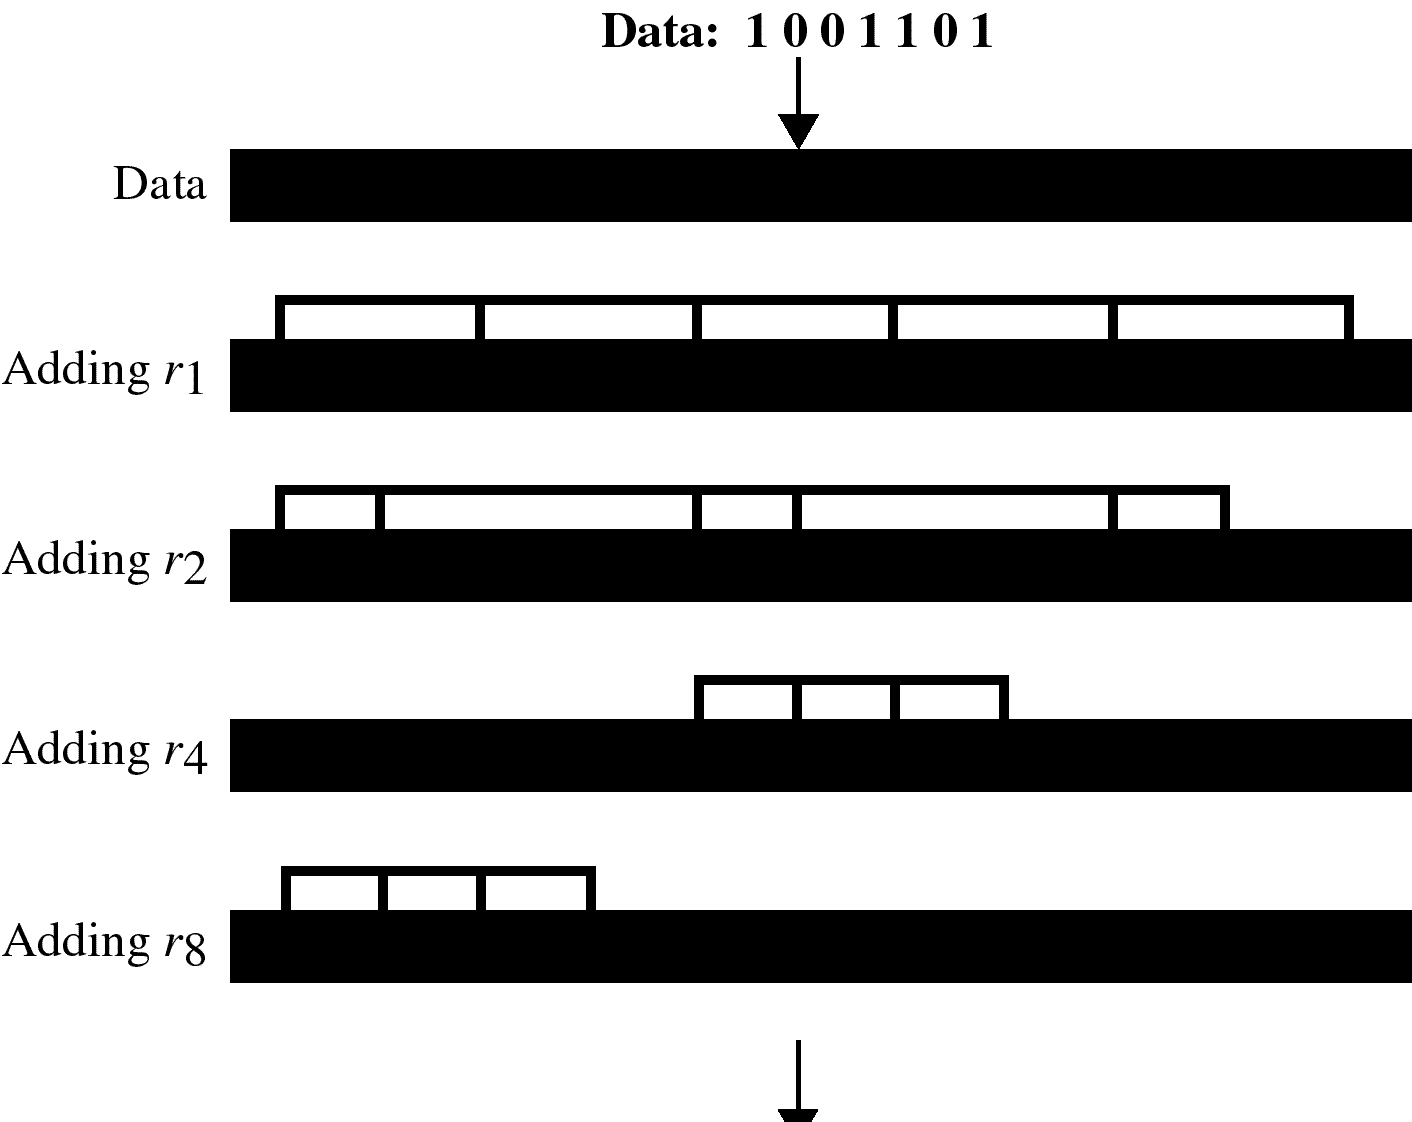 Data: 1 0 0 1 1 0 1
Data
Adding r1
Adding r2
Adding r4
Adding r8